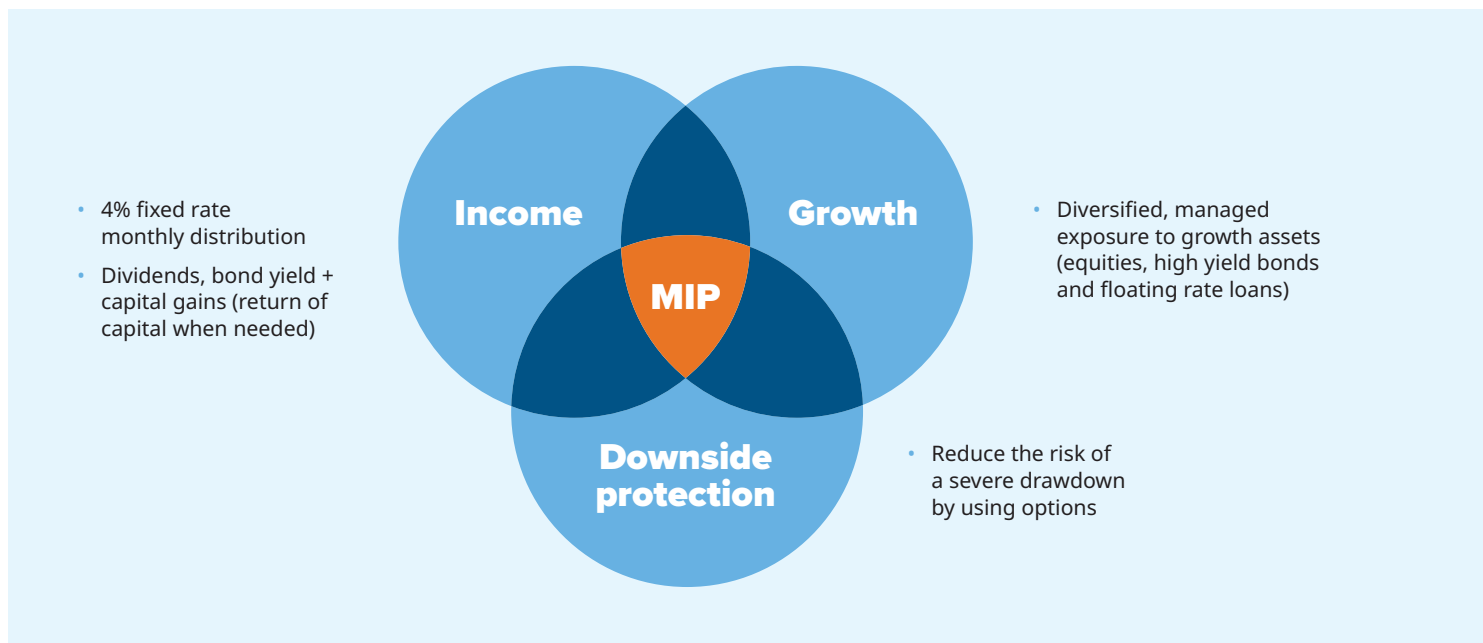 Income
Growth
MIP
Downside
protection
• 4% fixed rate
monthly distribution
• Dividends, bond yield +
capital gains (return of
capital when needed)
• Diversified, managed
exposure to growth assets
(equities, high yield bonds
and floating rate loans)
• Reduce the risk of
a severe drawdown
by using options